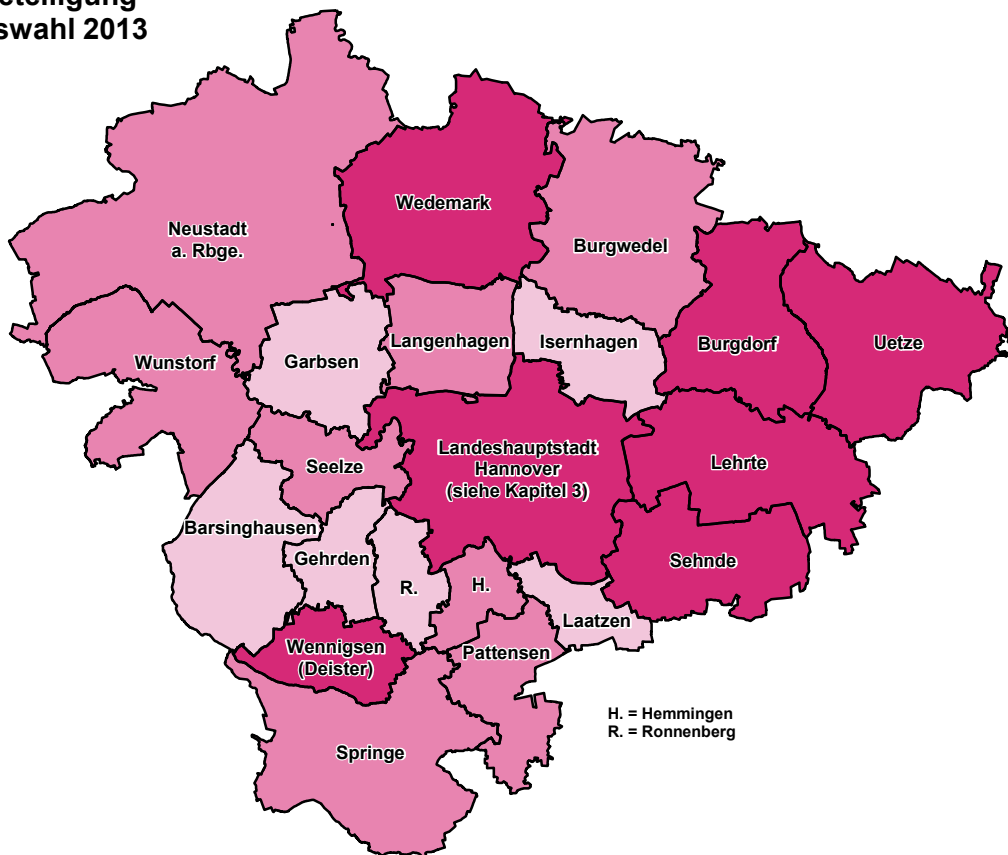 swahl 2013
Wedemark
Neustadt
a. Rbge.
Burgwedel
Langenhagen
Isernhagen
Burgdorf
Uetze
Garbsen
Wunstorf
Landeshauptstadt
Hannover
(siehe Kapitel 3)
Lehrte
Seelze
Barsinghausen
Gehrden
R.
H.
Sehnde
Laatzen
Wennigsen
(Deister)
Pattensen
H. = Hemmingen
R. = Ronnenberg
Springe